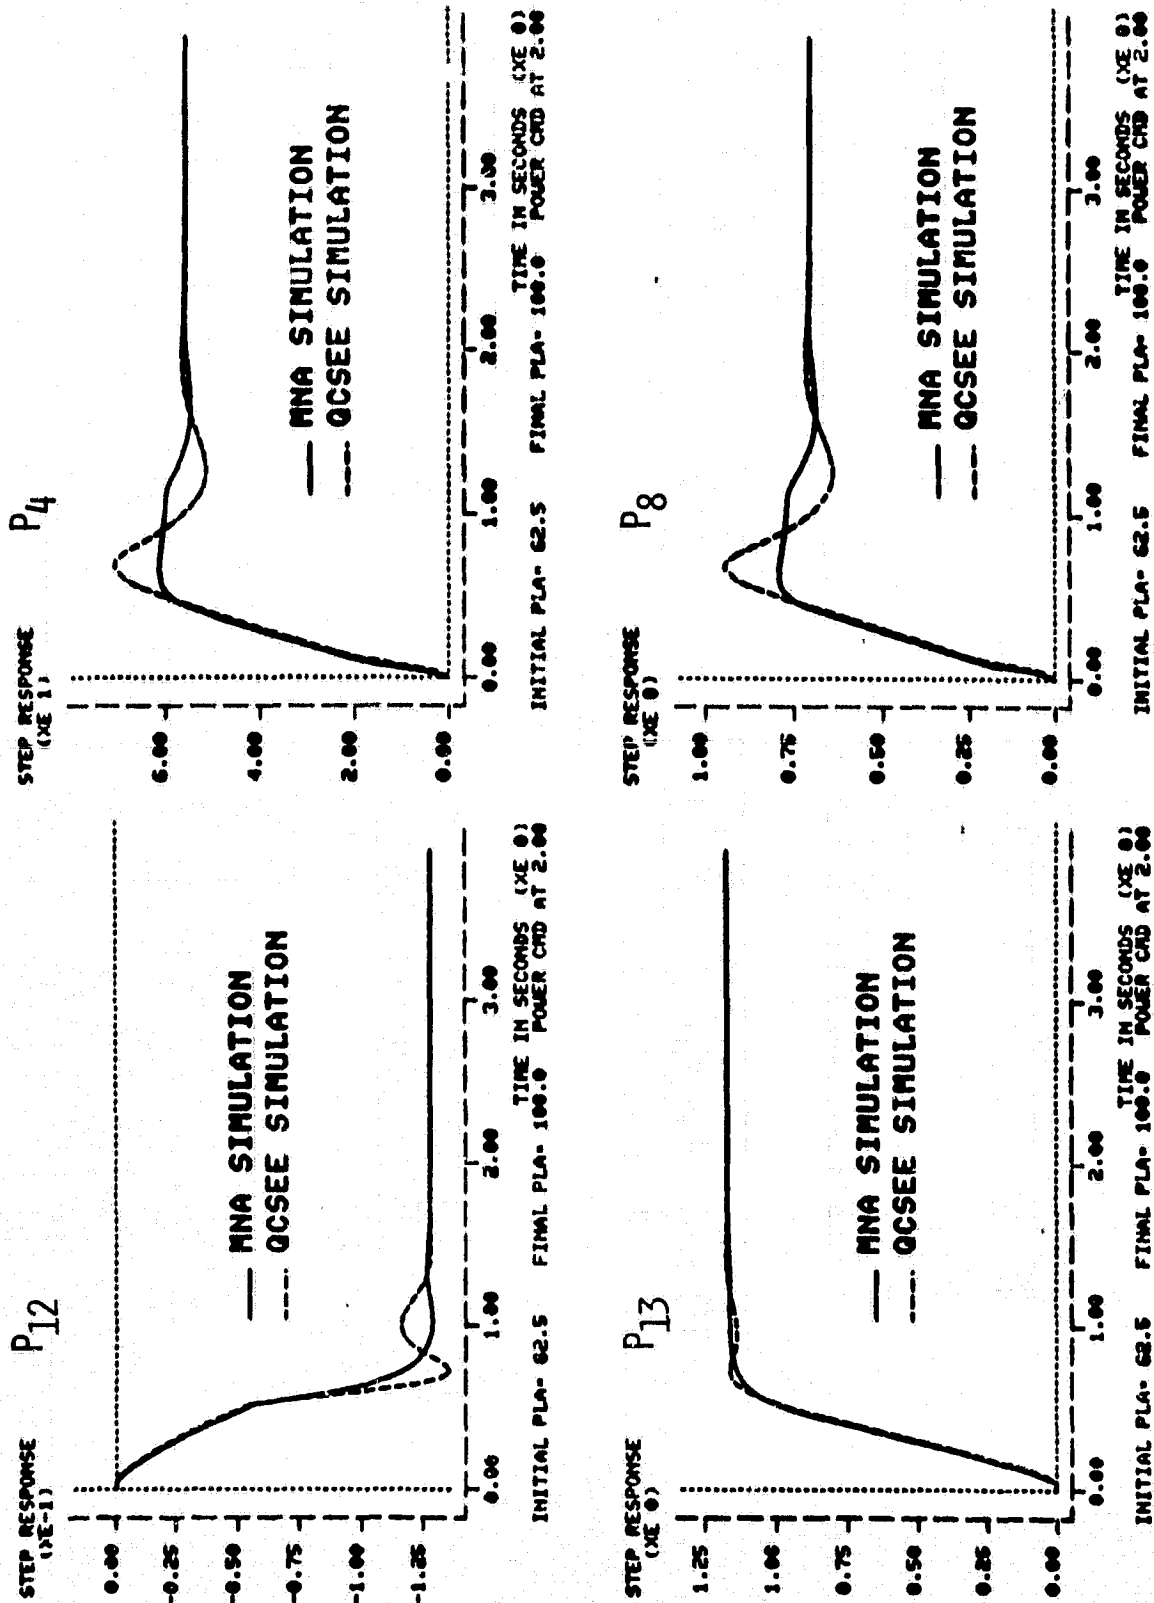 P12
STEP RESPONSE
(XE-1)
0.00
-0.25
-0.50
-0.75
-1.00
-1.25
MNA SIMULATION
QCSEE SIMULATION
0.00
1.00
2.00
3.00
TIME IN SECONDS (XE 0)
INITIAL PLA= 62.5 FINAL PLA= 100.0 POWER CMD AT 2.00
P4
STEP RESPONSE
(XE 1)
6.00
4.00
2.00
0.00
MNA SIMULATION
QCSEE SIMULATION
0.00
1.00
2.00
3.00
TIME IN SECONDS (XE 0)
INITIAL PLA= 62.5 FINAL PLA= 100.0 POWER CMD AT 2.00
P13
STEP RESPONSE
(XE 0)
1.25
1.00
0.75
0.50
0.25
0.00
MNA SIMULATION
QCSEE SIMULATION
0.00
1.00
2.00
3.00
TIME IN SECONDS (XE 0)
INITIAL PLA= 62.5 FINAL PLA= 100.0 POWER CMD AT 2.00
P8
STEP RESPONSE
(XE 0)
1.00
0.75
0.50
0.25
0.00
MNA SIMULATION
QCSEE SIMULATION
0.00
1.00
2.00
3.00
TIME IN SECONDS (XE 0)
INITIAL PLA= 62.5 FINAL PLA= 100.0 POWER CMD AT 2.00